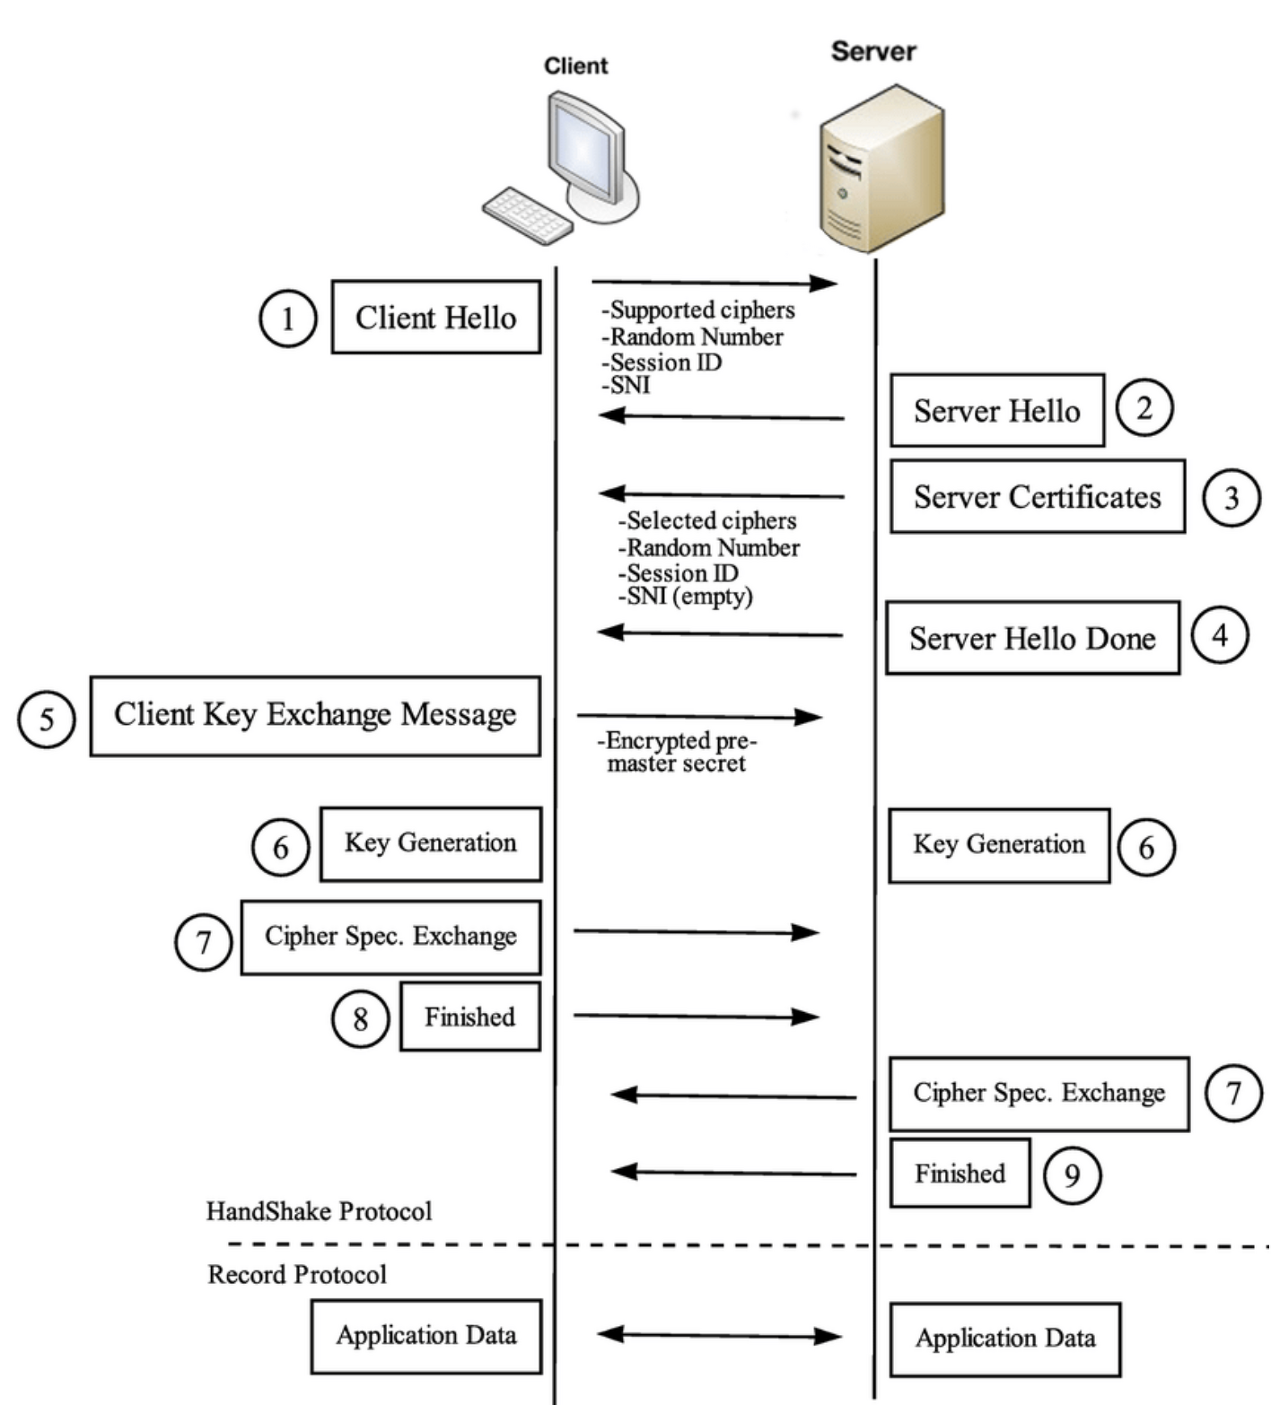 Client
Server
1
Client Hello
-Supported ciphers
-Random Number
-Session ID
-SNI
Server Hello
2
Server Certificates
3
-Selected ciphers
-Random Number
-Session ID
-SNI (empty)
Server Hello Done
4
5
Client Key Exchange Message
-Encrypted pre-
master secret
6
Key Generation
Key Generation
6
7
Cipher Spec. Exchange
8
Finished
Cipher Spec. Exchange
7
Finished
9
HandShake Protocol
Record Protocol
Application Data
Application Data